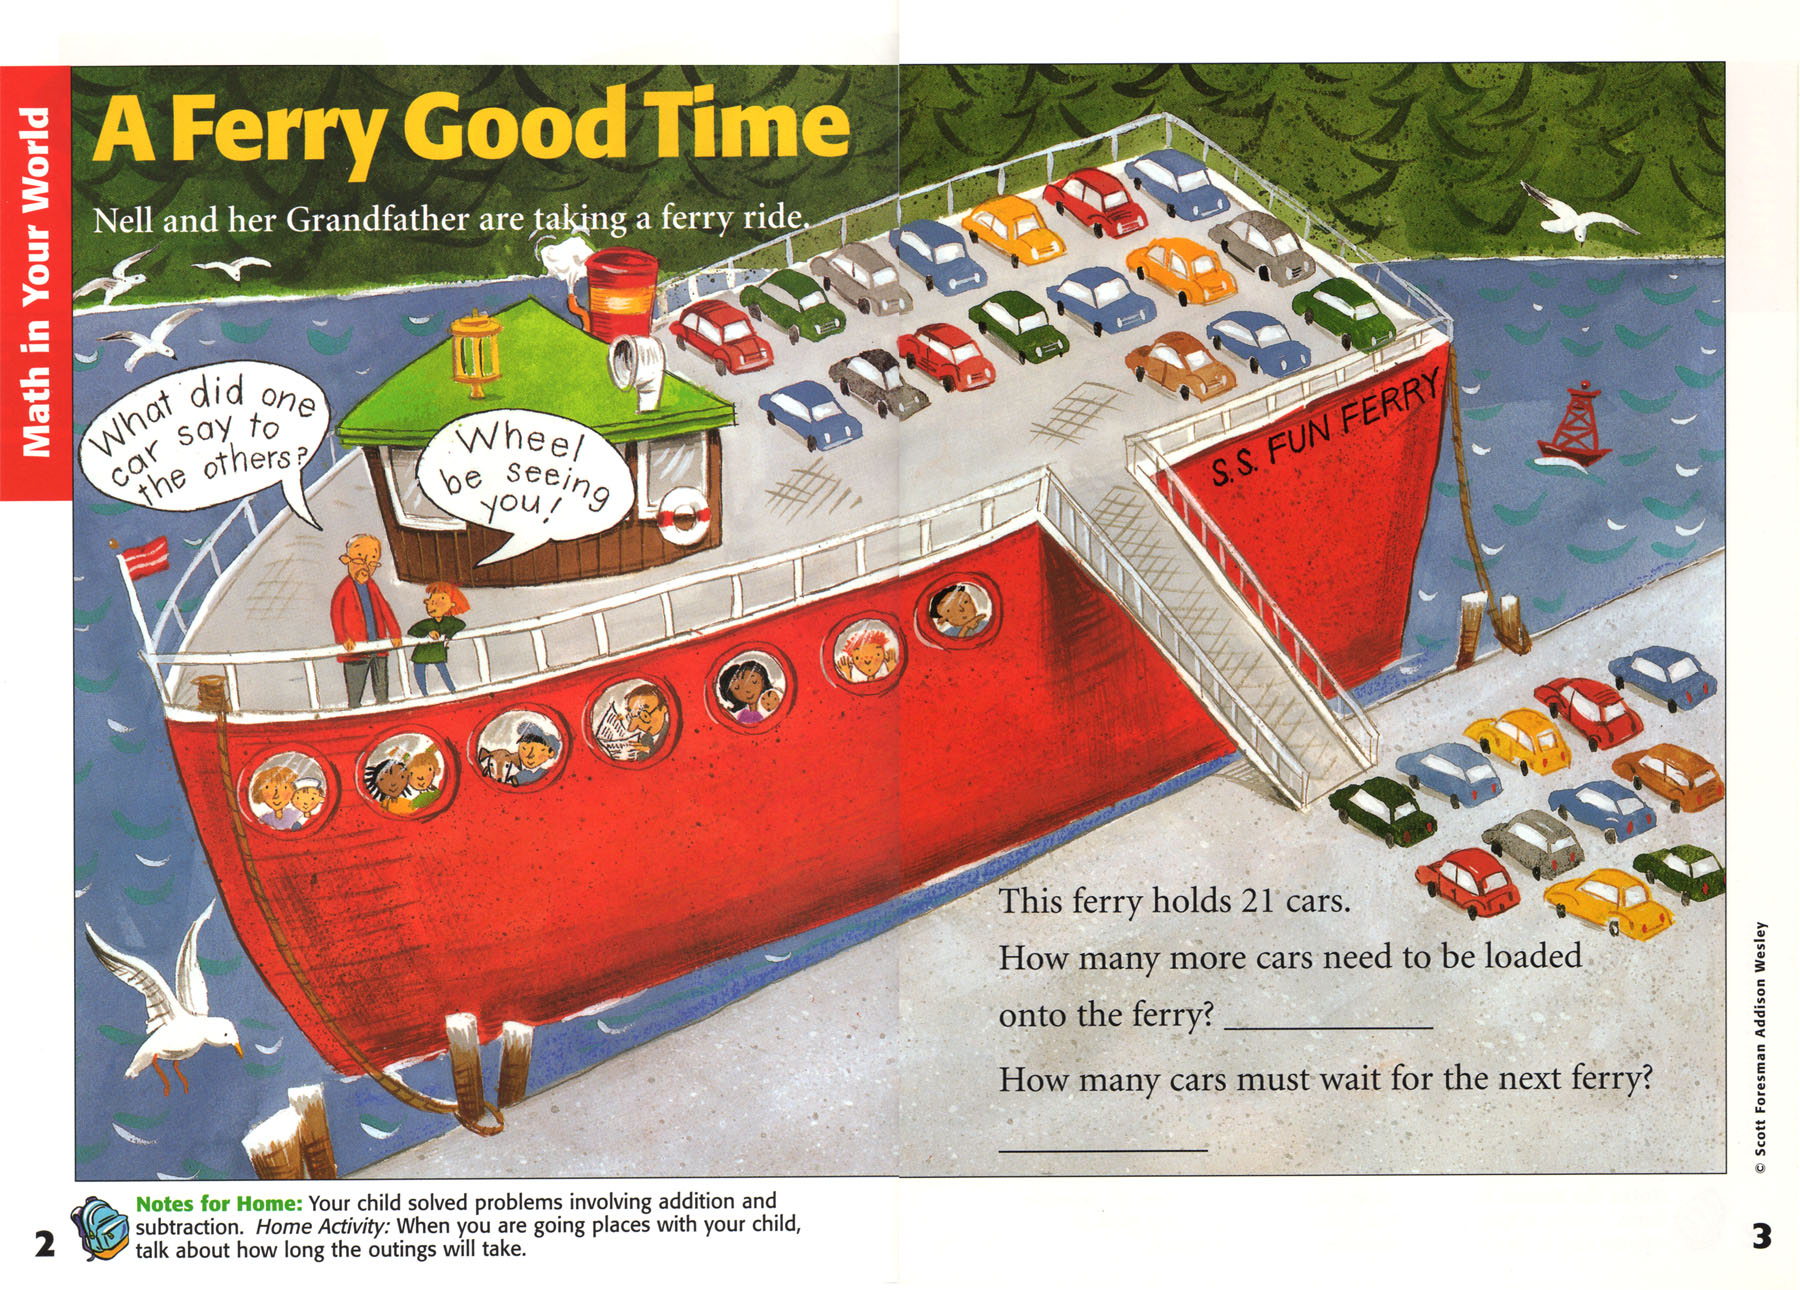 Math in Your World
A Ferry Good Time
Nell and her Grandfather are taking a ferry ride.
What did one
car say to
the others?
Wheel
be seeing
you!
S.S. FUN FERRY
This ferry holds 21 cars.
How many more cars need to be loaded
onto the ferry?
How many cars must wait for the next ferry?
© Scott Foresman Addison Wesley
Notes for Home: Your child solved problems involving addition and
subtraction. Home Activity: When you are going places with your child,
talk about how long the outings will take.
2
3